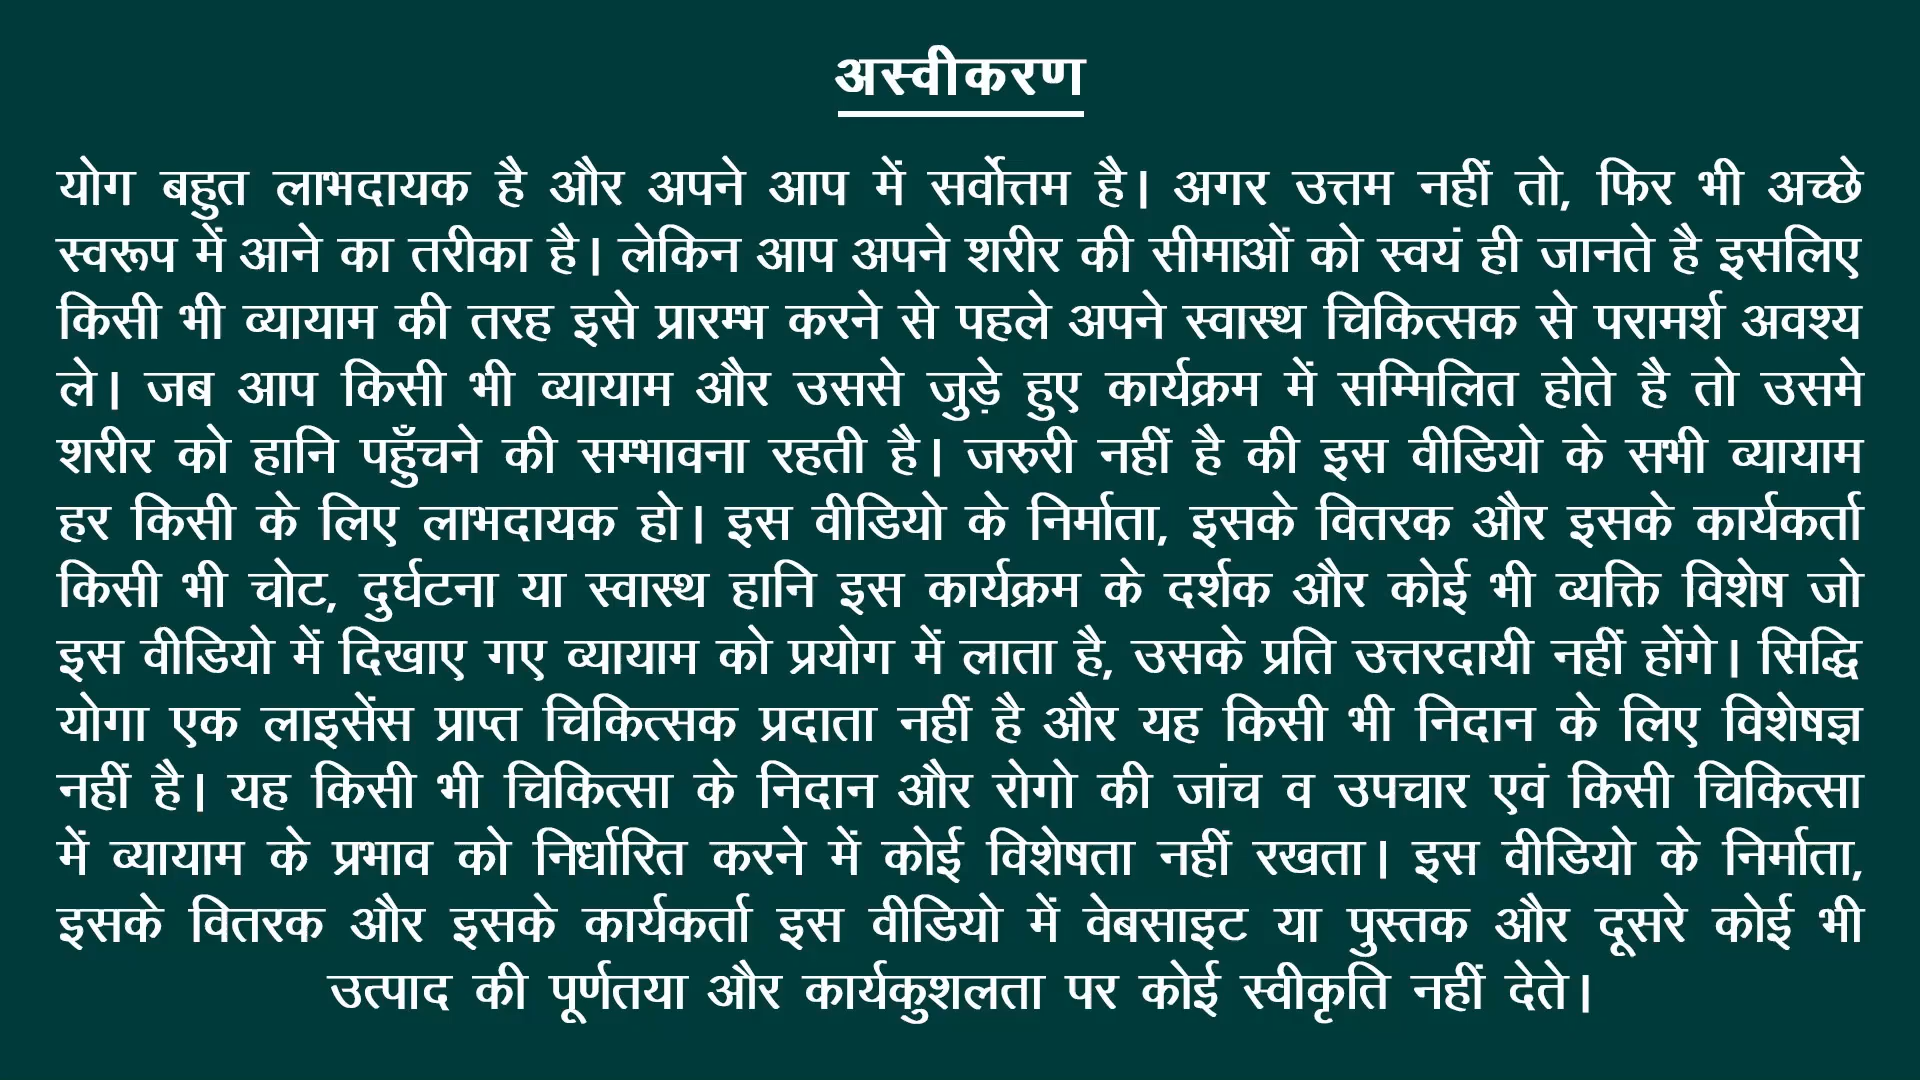 अस्वीकरण
योग बहुत लाभदायक है और अपने आप में सर्वोत्तम है। अगर उत्तम नहीं तो, फिर भी अच्छे
स्वरूप में आने का तरीका है। लेकिन आप अपने शरीर की सीमाओं को स्वयं ही जानते है इसलिए
किसी भी व्यायाम की तरह इसे प्रारम्भ करने से पहले अपने स्वास्थ चिकित्सक से परामर्श अवश्य
ले। जब आप किसी भी व्यायाम और उससे जुड़े हुए कार्यक्रम में सम्मिलित होते है तो उसमे
शरीर को हानि पहुँचने की सम्भावना रहती है। जरुरी नहीं है की इस वीडियो के सभी व्यायाम
हर किसी के लिए लाभदायक हो। इस वीडियो के निर्माता, इसके वितरक और इसके कार्यकर्ता
किसी भी चोट, दुर्घटना या स्वास्थ हानि इस कार्यक्रम के दर्शक और कोई भी व्यक्ति विशेष जो
इस वीडियो में दिखाए गए व्यायाम को प्रयोग में लाता है, उसके प्रति उत्तरदायी नहीं होंगे। सिद्धि
योगा एक लाइसेंस प्राप्त चिकित्सक प्रदाता नहीं है और यह किसी भी निदान के लिए विशेषज्ञ
नहीं है। यह किसी भी चिकित्सा के निदान और रोगो की जांच व उपचार एवं किसी चिकित्सा
में व्यायाम के प्रभाव को निर्धारित करने में कोई विशेषता नहीं रखता। इस वीडियो के निर्माता,
इसके वितरक और इसके कार्यकर्ता इस वीडियो में वेबसाइट या पुस्तक और दूसरे कोई भी
उत्पाद की पूर्णतया और कार्यकुशलता पर कोई स्वीकृति नहीं देते।